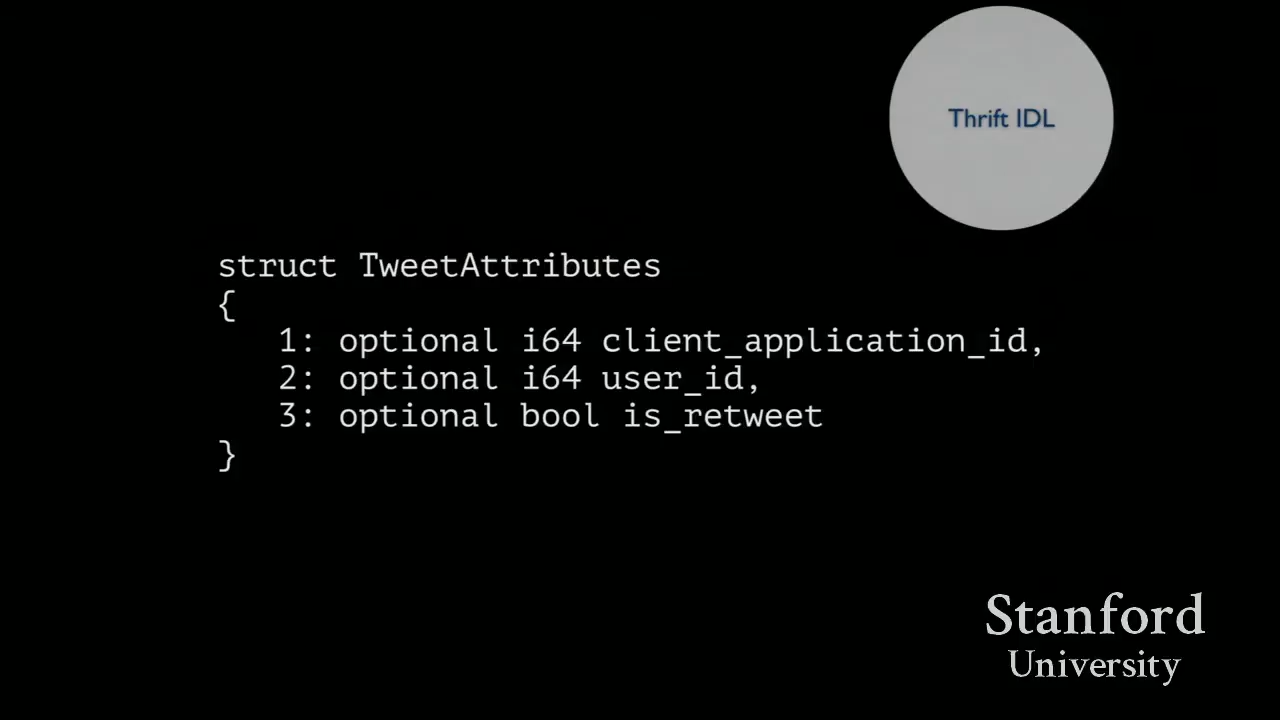 Thrift IDL
struct TweetAttributes
{
1: optional i64 client_application_id,
2: optional i64 user_id,
3: optional bool is_retweet
}
Stanford
University